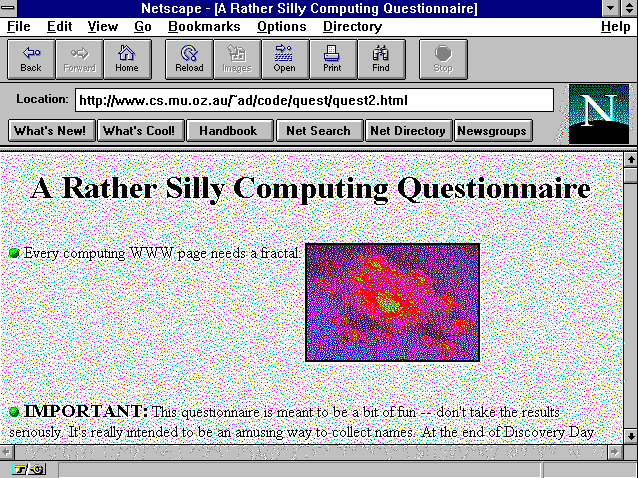 Netscape - [A Rather Silly Computing Questionnaire]
File Edit View Go Bookmarks Options Directory Help
Back Forward Home Reload Images Open Print Find Stop
Location: http://www.cs.mu.oz.au/~ad/code/quest/quest2.html
N
What's New! What's Cool! Handbook Net Search Net Directory Newsgroups
A Rather Silly Computing Questionnaire
Every computing WWW page needs a fractal:
IMPORTANT: This questionnaire is meant to be a bit of fun -- don't take the results
seriously. It's really intended to be an amusing way to collect names. At the end of Discovery Day